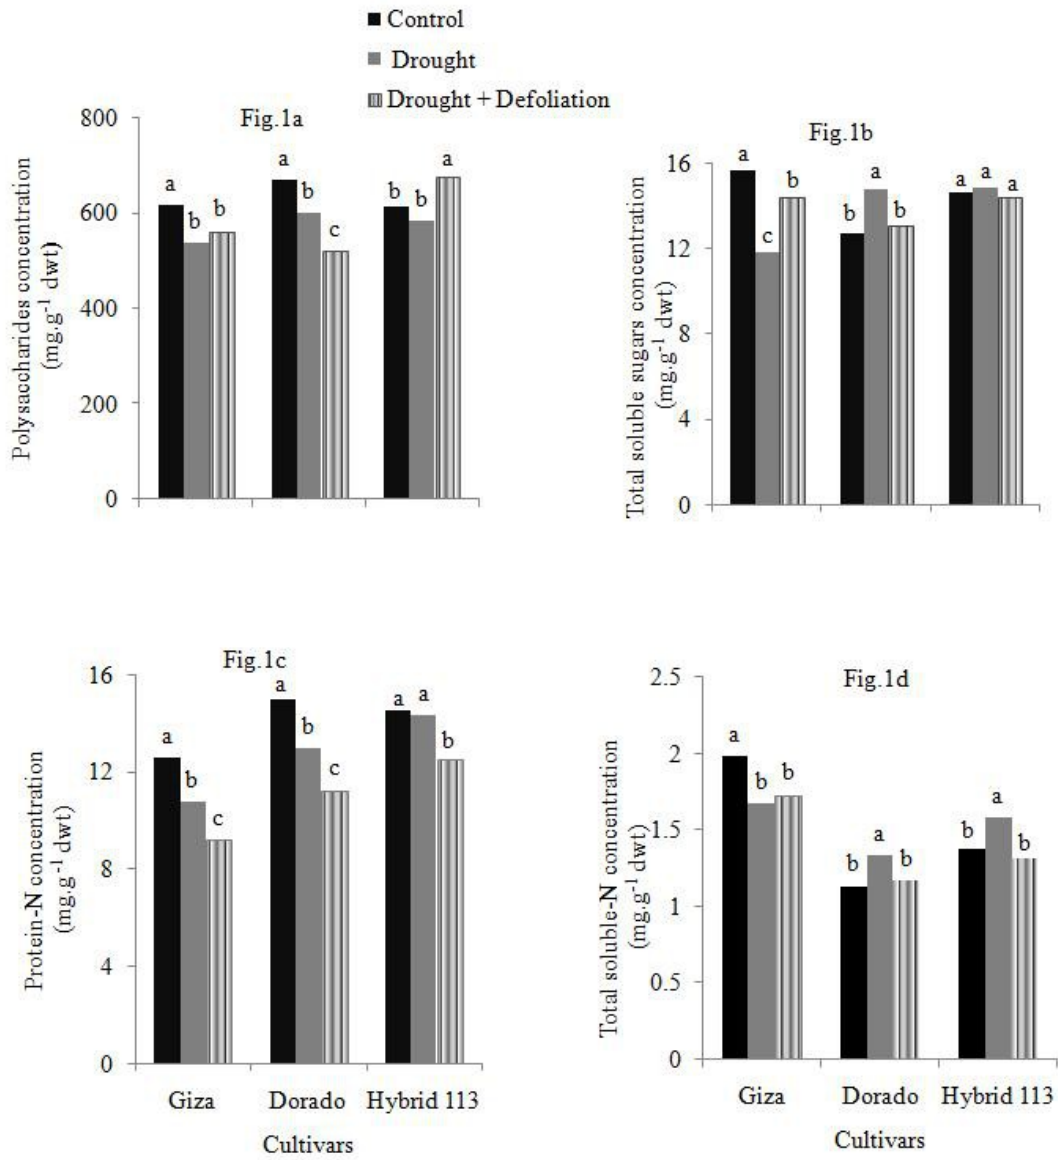 Control
Drought
Drought + Defoliation
Fig.1a
800
600
400
200
0
Polysaccharides concentration
(mg.g-1 dwt)
a
b
b
a
b
c
b
b
a
Fig.1b
16
12
8
4
0
Total soluble sugars concentration
(mg.g-1 dwt)
a
c
b
b
a
b
a
a
a
Fig.1c
16
12
8
4
0
Protein-N concentration
(mg.g-1 dwt)
a
b
c
a
b
c
a
a
b
Giza
Dorado
Hybrid 113
Cultivars
Fig.1d
2.5
2
1.5
1
0.5
0
Total soluble-N concentration
(mg.g-1 dwt)
a
b
b
b
a
b
b
a
b
Giza
Dorado
Hybrid 113
Cultivars